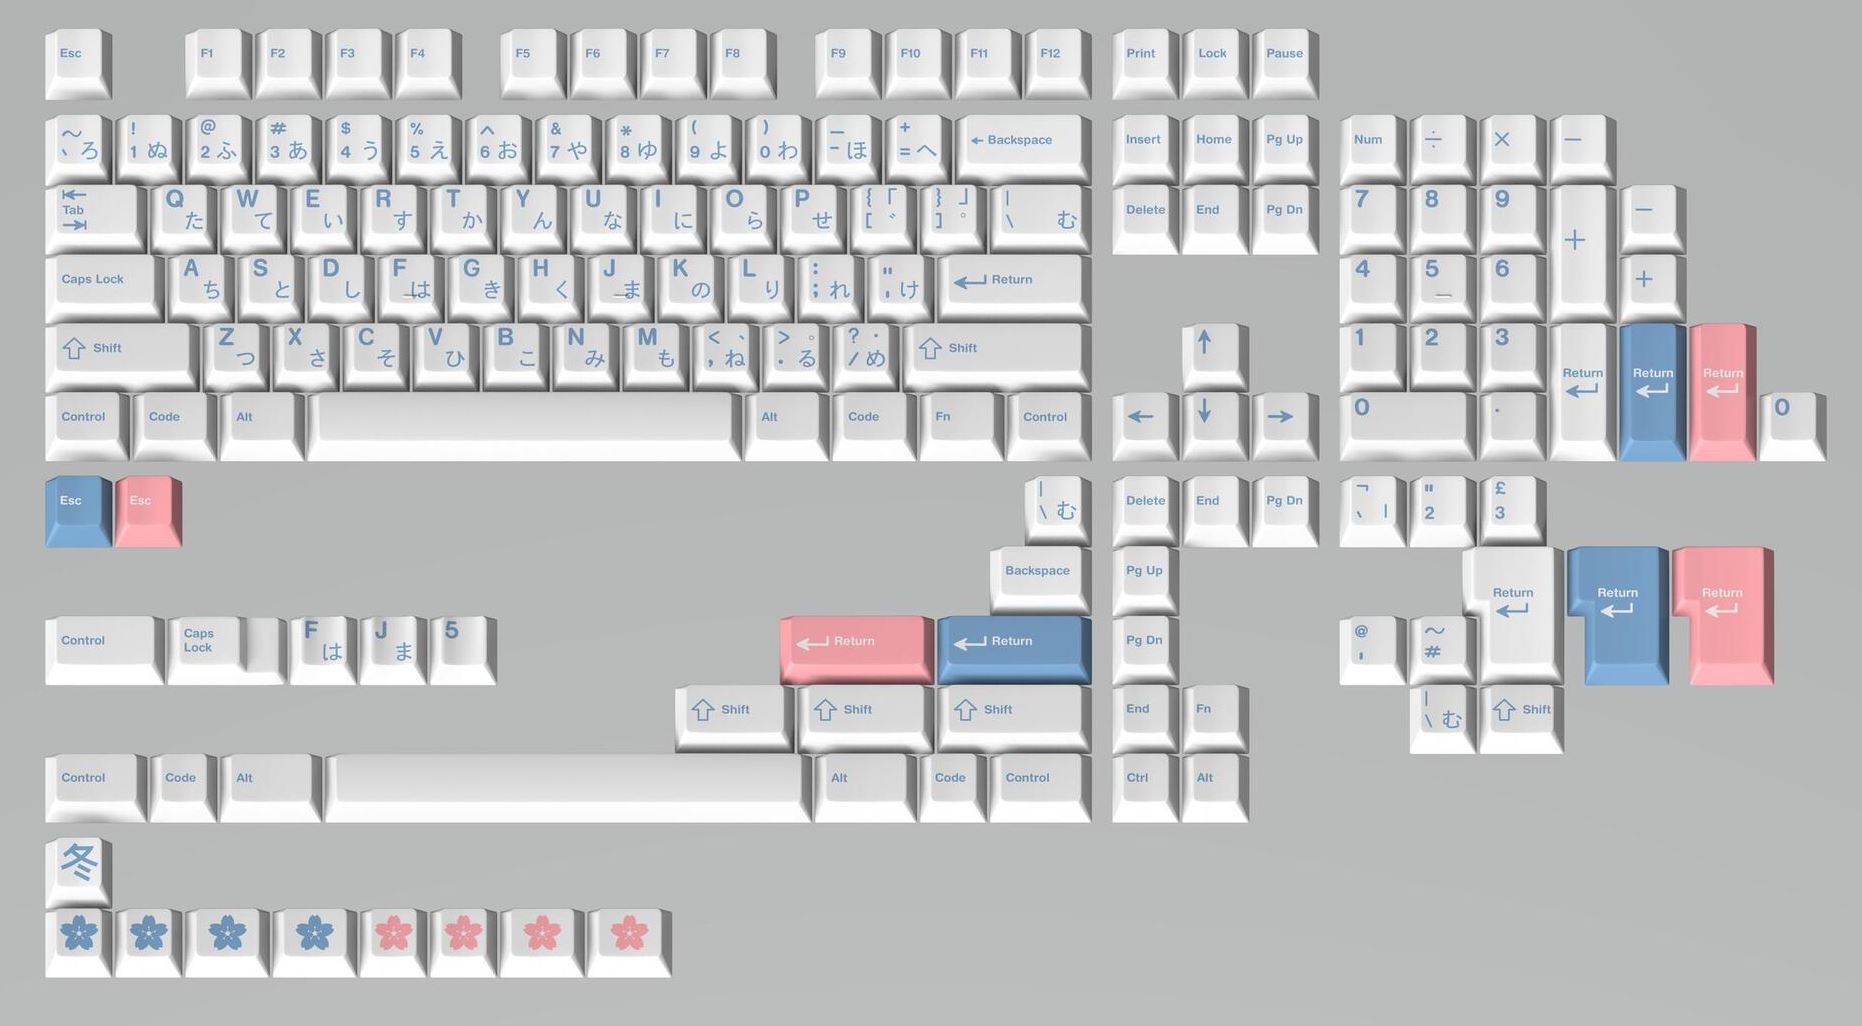 Esc F1 F2 F3 F4 F5 F6 F7 F8 F9 F10 F11 F12 Print Lock Pause
~ ` ろ ! 1 ぬ @ 2 ふ # 3 あ $ 4 う % 5 え ^ 6 お & 7 や * 8 ゆ ( 9 よ ) 0 わ _ - ほ + = へ ← Backspace Insert Home Pg Up Num ÷ × −
Tab Q た W て E い R す T か Y ん U な I に O ら P せ { 「 [ ゛ } 」 ] ゜ | \ む Delete End Pg Dn 7 8 9 + −
Caps Lock A ち S と D し F は G き H く J ま K の L り : ; れ " ' け Return 4 5 6 +
Shift Z つ X さ C そ V ひ B こ N み M も < 、 , ね > 。 . る ? ・ / め Shift ↑ 1 2 3 Return Return Return
Control Code Alt Alt Code Fn Control ← ↓ → 0 . 0
Esc Esc | \ む Delete End Pg Dn ¬ ` | " 2 £ 3
Backspace Pg Up Return Return Return
Control Caps Lock F は J ま 5 Return Return Pg Dn @ ' ~ #
Shift Shift Shift End Fn | \ む Shift
Control Code Alt Alt Code Control Ctrl Alt
冬